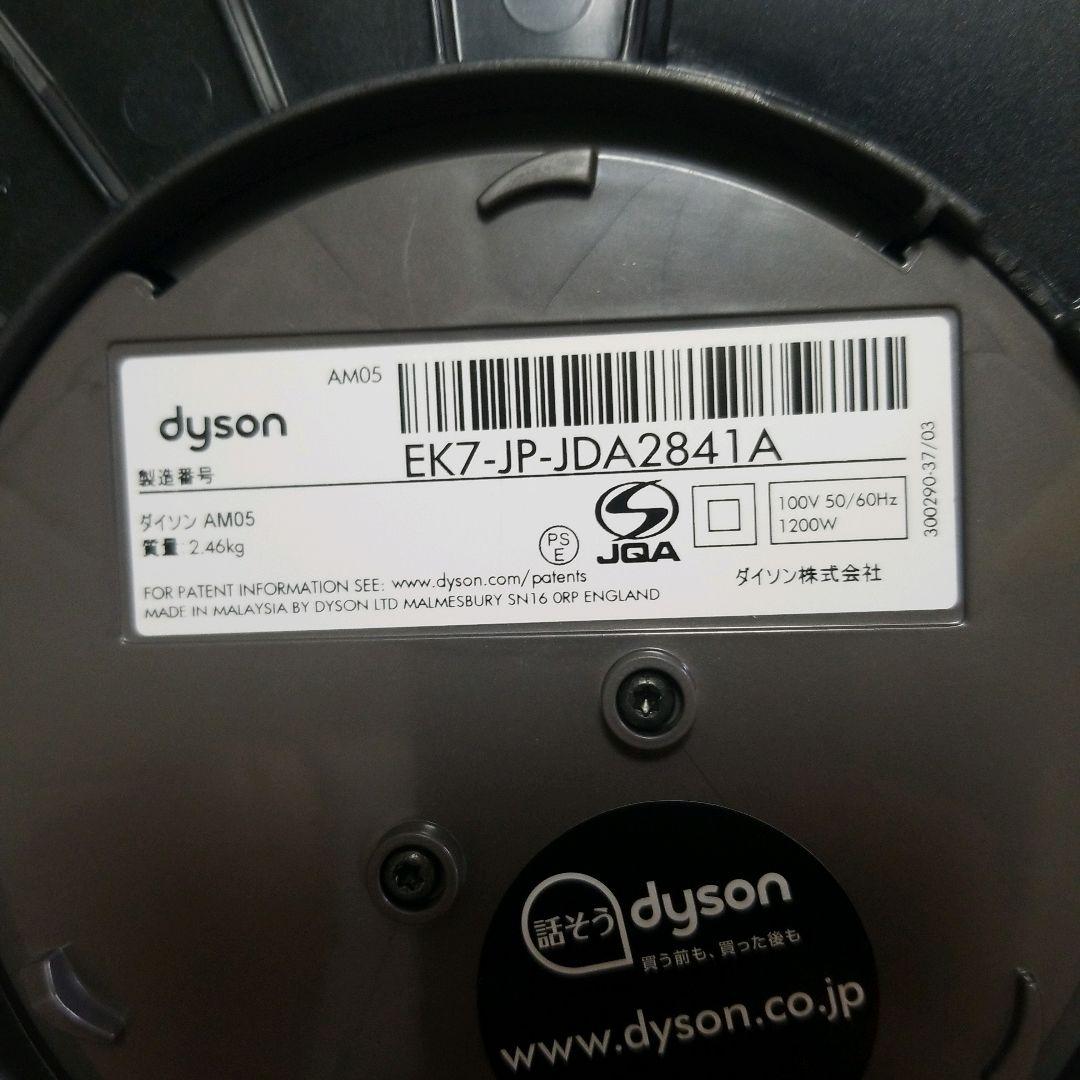 AM05
dyson
EK7-JP-JDA2841A
製造番号
ダイソン AM05
質量 2.46kg
PS
E
JQA
100V 50/60Hz
1200W
300290-37/03
ダイソン株式会社
FOR PATENT INFORMATION SEE: www.dyson.com/patents
MADE IN MALAYSIA BY DYSON LTD MALMESBURY SN16 0RP ENGLAND
話そう
dyson
買う前も、買った後も
www.dyson.co.jp